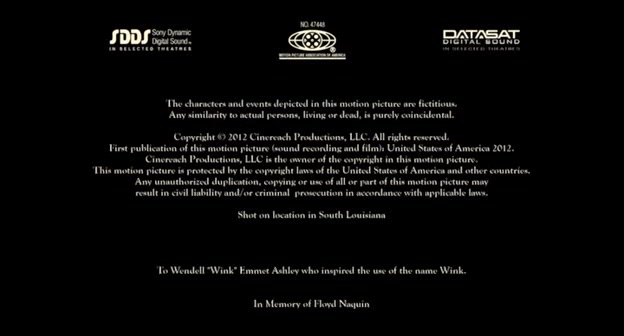 SDDS Sony Dynamic
Digital Sound®
IN SELECTED THEATRES
NO. 47448
MOTION PICTURE ASSOCIATION OF AMERICA
DATASAT
DIGITAL SOUND
IN SELECTED THEATRES
The characters and events depicted in this motion picture are fictitious.
Any similarity to actual persons, living or dead, is purely coincidental.
Copyright © 2012 Cinereach Productions, LLC. All rights reserved.
First publication of this motion picture (sound recording and film): United States of America 2012.
Cinereach Productions, LLC is the owner of the copyright in this motion picture.
This motion picture is protected by the copyright laws of the United States of America and other countries.
Any unauthorized duplication, copying or use of all or part of this motion picture may
result in civil liability and/or criminal prosecution in accordance with applicable laws.
Shot on location in South Louisiana
To Wendell "Wink" Emmet Ashley who inspired the use of the name Wink.
In Memory of Floyd Naquin